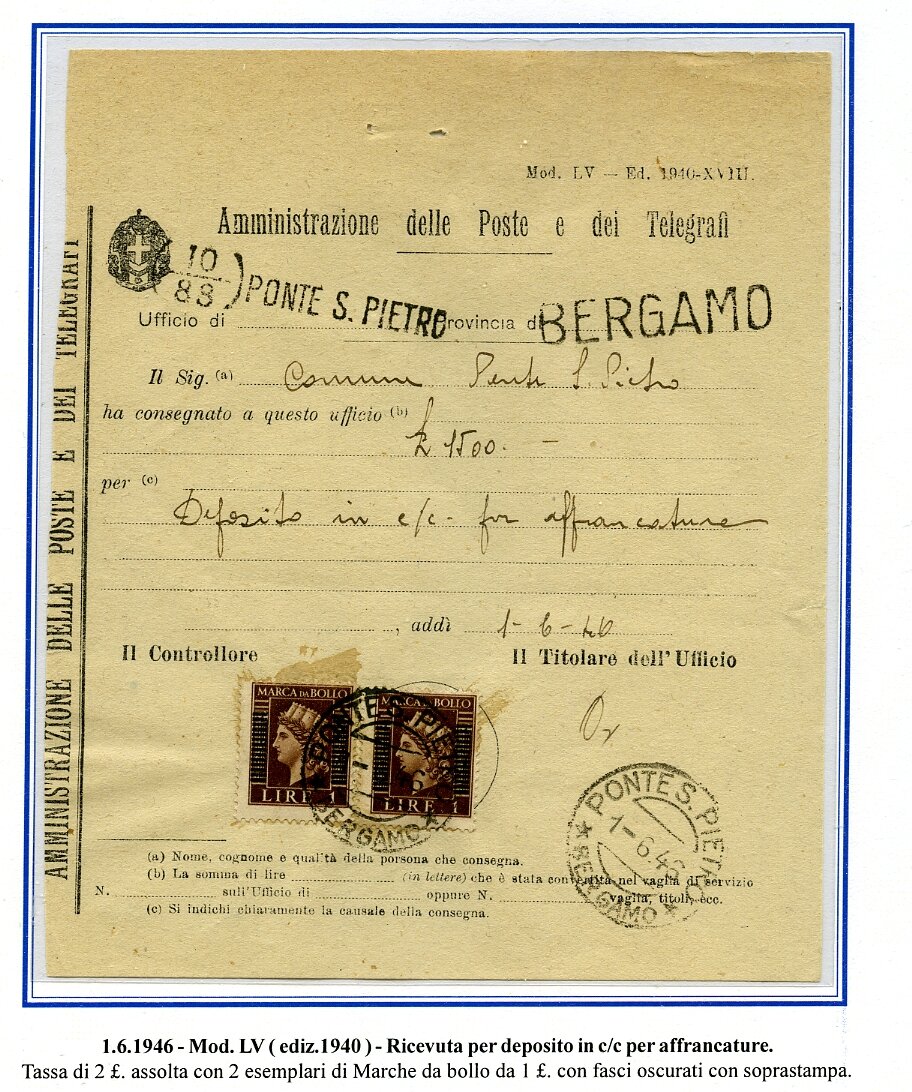 Mod. LV — Ed. 1940-XVIII.
Amministrazione delle Poste e dei Telegrafi
10
83
PONTE S. PIETRO
BERGAMO
Ufficio di Provincia di
Il Sig. (a) Comune Ponte S. Pietro
ha consegnato a questo ufficio (b)
£ 1500. —
per (c)
Deposito in c/c. per affrancature
, addì 1-6-46
Il Controllore Il Titolare dell'Ufficio
MARCA DA BOLLO MARCA DA BOLLO
LIRE 1 LIRE 1
PONTE S. PIETRO
1 6
BERGAMO
PONTE S. PIETRO
1-6.46
BERGAMO
(a) Nome, cognome e qualità della persona che consegna.
(b) La somma di lire (in lettere) che è stata convertita nel vaglia di servizio
N. sull'Ufficio di oppure N. vaglia, titoli, ecc.
(c) Si indichi chiaramente la causale della consegna.
AMMINISTRAZIONE DELLE POSTE E DEI TELEGRAFI
1.6.1946 - Mod. LV ( ediz.1940 ) - Ricevuta per deposito in c/c per affrancature.
Tassa di 2 £. assolta con 2 esemplari di Marche da bollo da 1 £. con fasci oscurati con soprastampa.